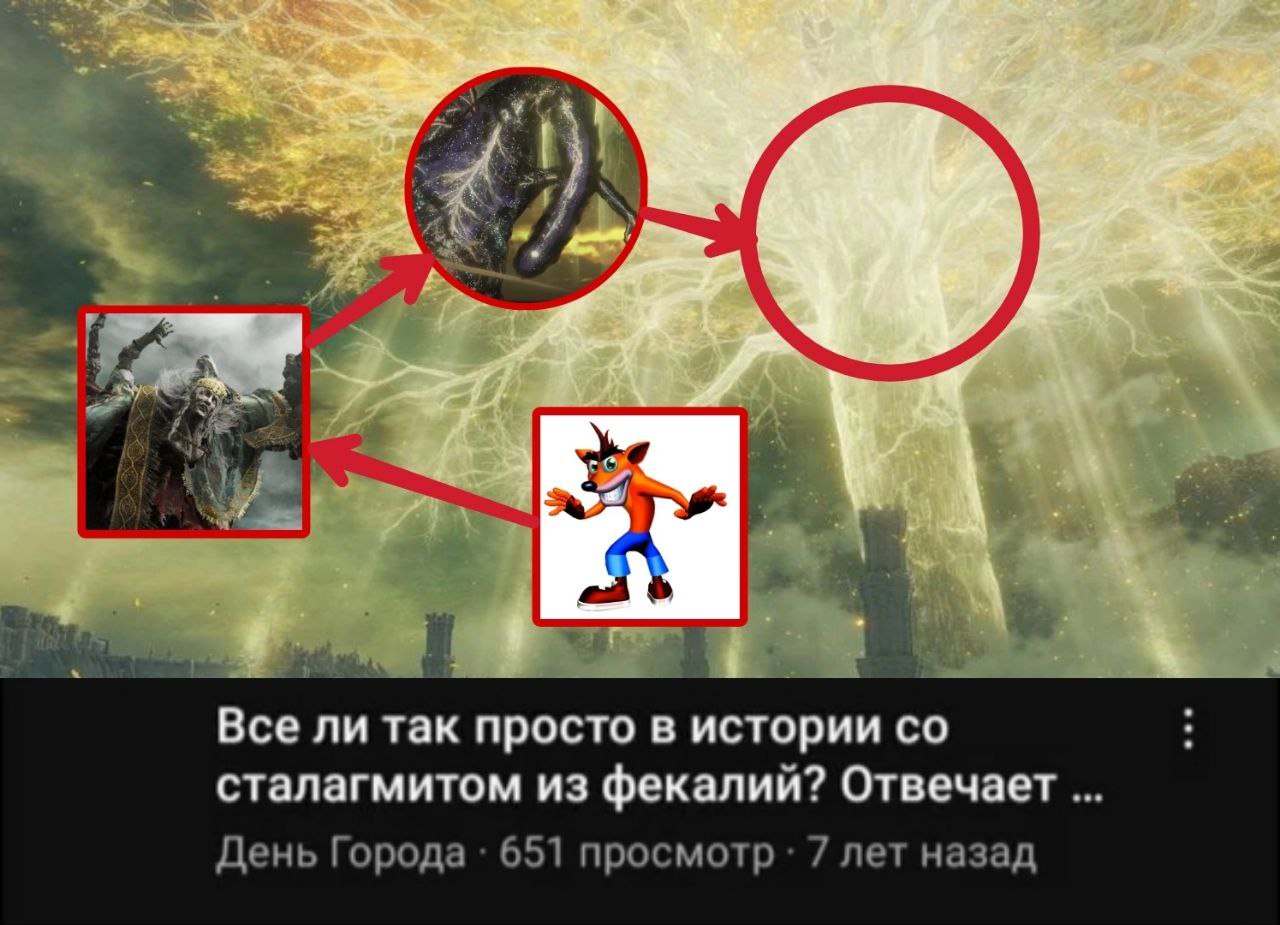 Все ли так просто в истории со
сталагмитом из фекалий? Отвечает ...
День Города · 651 просмотр · 7 лет назад